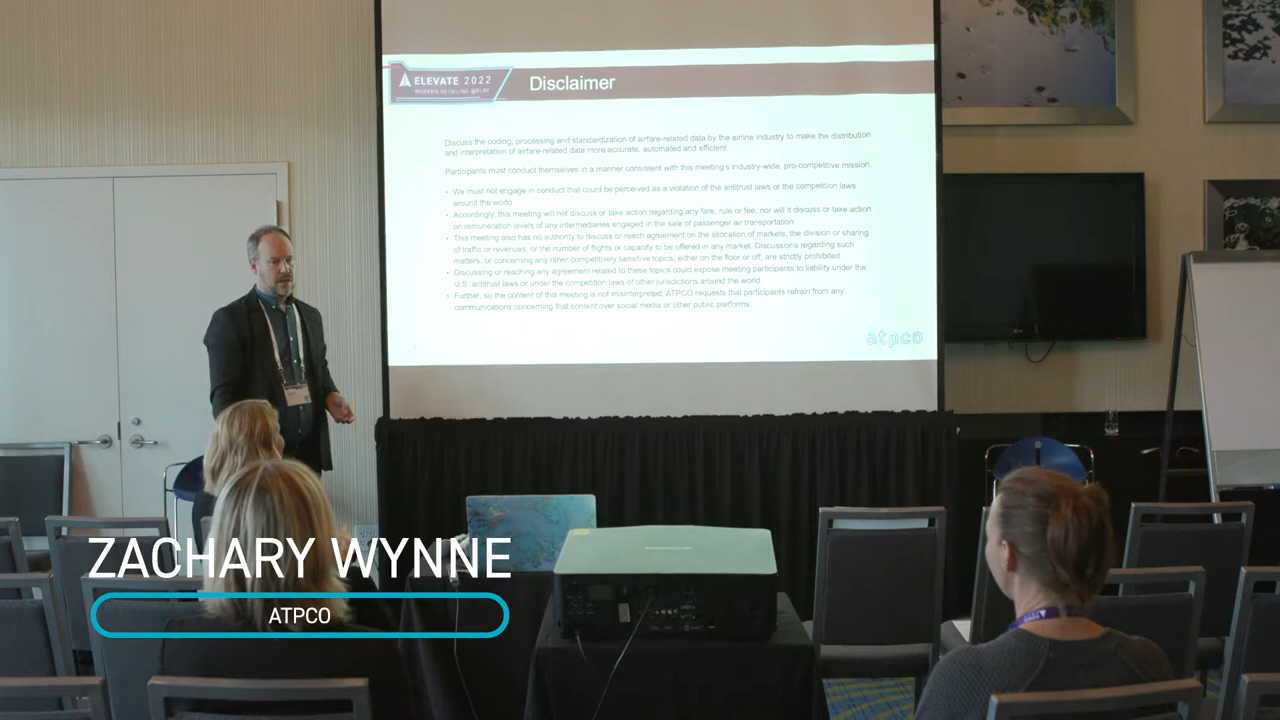 ELEVATE 2022
MODERN RETAILING @PLAY
Disclaimer
Discuss the coding, processing and standardization of airfare-related data by the airline industry to make the distribution
and interpretation of airfare-related data more accurate, automated and efficient.
Participants must conduct themselves in a manner consistent with this meeting's industry-wide, pro-competitive mission.
• We must not engage in conduct that could be perceived as a violation of the antitrust laws or the competition laws
around the world.
• Accordingly, this meeting will not discuss or take action regarding any fare, rule or fee, nor will it discuss or take action
on remuneration levels of any intermediaries engaged in the sale of passenger air transportation.
• This meeting also has no authority to discuss or reach agreement on the allocation of markets, the division or sharing
of traffic or revenues, or the number of flights or capacity to be offered in any market. Discussions regarding such
matters, or concerning any other competitively sensitive topics, either on the floor or off, are strictly prohibited.
• Discussing or reaching any agreement related to these topics could expose meeting participants to liability under the
U.S. antitrust laws or under the competition laws of other jurisdictions around the world.
• Further, so the content of this meeting is not misinterpreted, ATPCO requests that participants refrain from any
communications concerning that content over social media or other public platforms.
atpco
ZACHARY WYNNE
ATPCO